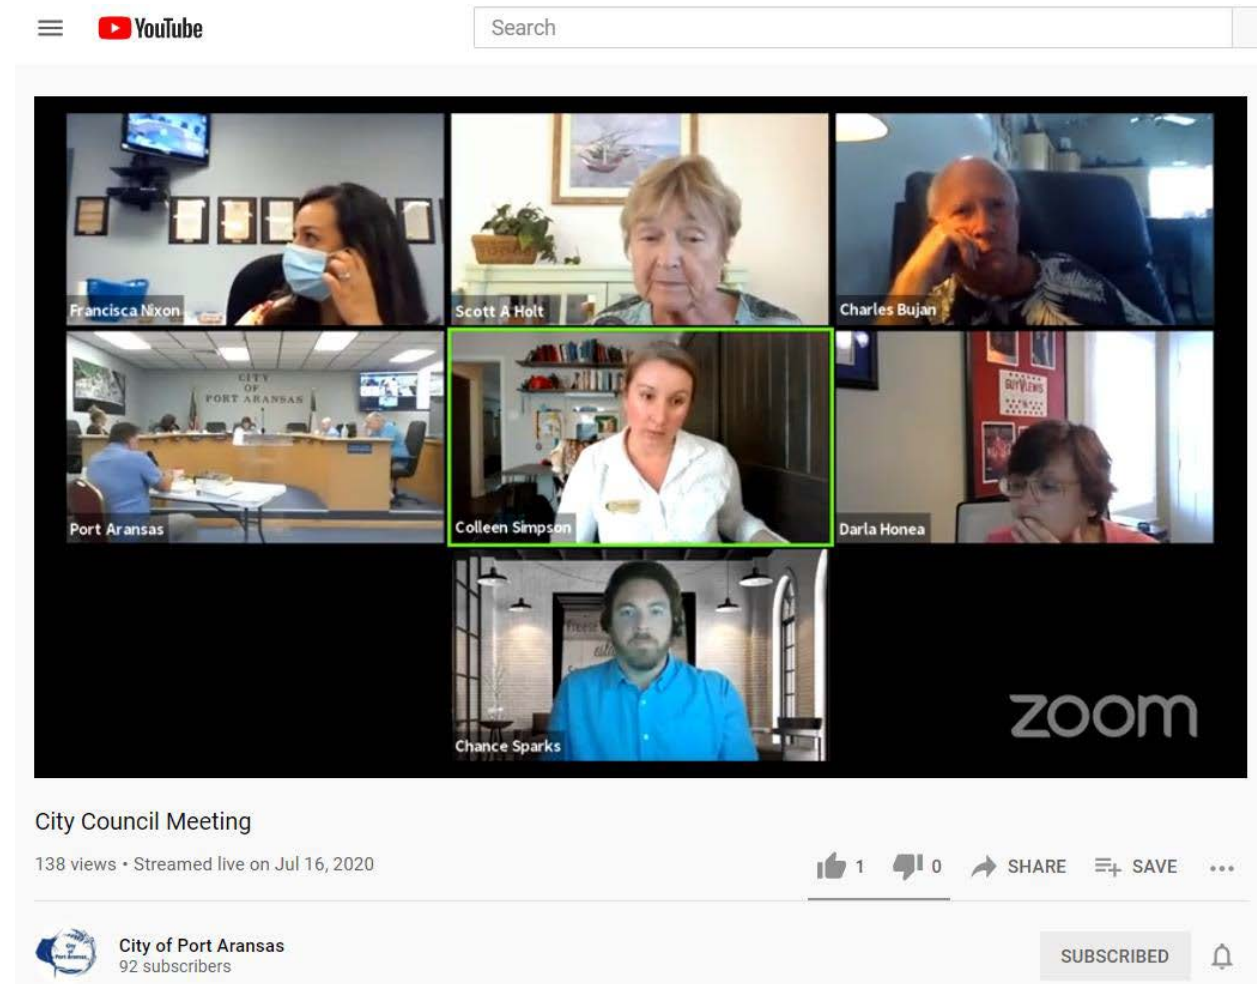 YouTube
Search
Francisca Nixon
Scott A Holt
Charles Bujan
CITY
OF
PORT ARANSAS
GUY V LEWIS
Port Aransas
Colleen Simpson
Darla Honea
Chance Sparks
zoom
City Council Meeting
138 views • Streamed live on Jul 16, 2020
1
0
SHARE
SAVE
City of Port Aransas
92 subscribers
SUBSCRIBED